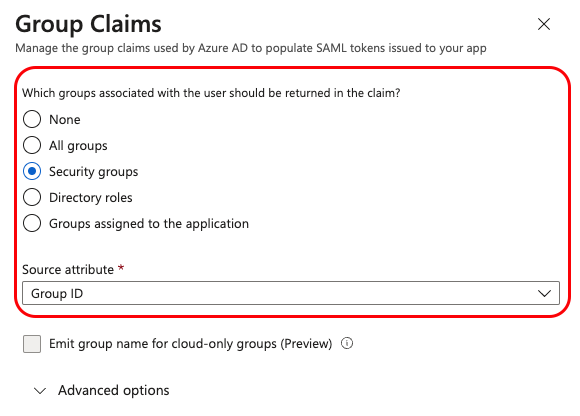 Group Claims
Manage the group claims used by Azure AD to populate SAML tokens issued to your app
Which groups associated with the user should be returned in the claim?
None
All groups
Security groups
Directory roles
Groups assigned to the application
Source attribute *
Group ID
Emit group name for cloud-only groups (Preview)
Advanced options